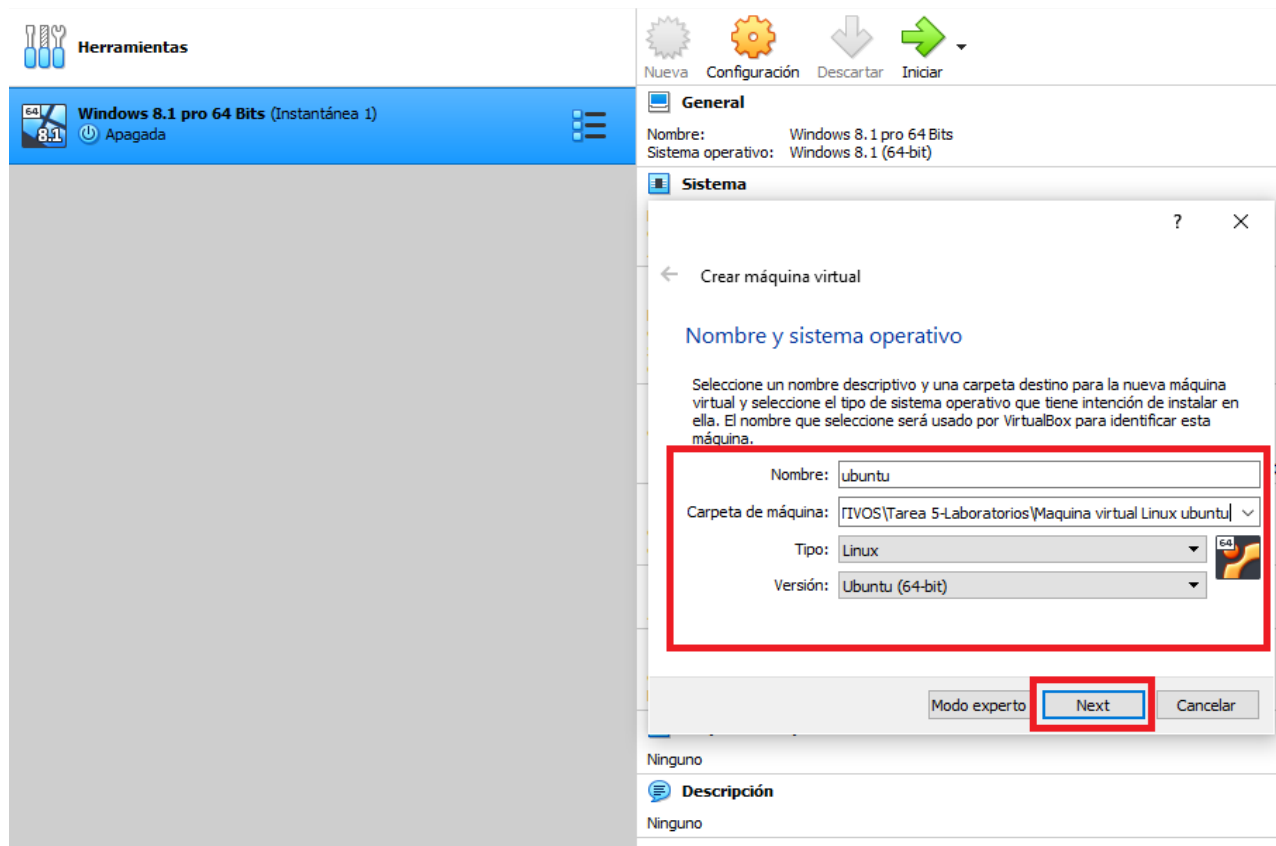 Herramientas
64
8.1
Windows 8.1 pro 64 Bits (Instantánea 1)
Apagada
Nueva
Configuración
Descartar
Iniciar
General
Nombre: Windows 8.1 pro 64 Bits
Sistema operativo: Windows 8.1 (64-bit)
Sistema
?
Crear máquina virtual
Nombre y sistema operativo
Seleccione un nombre descriptivo y una carpeta destino para la nueva máquina
virtual y seleccione el tipo de sistema operativo que tiene intención de instalar en
ella. El nombre que seleccione será usado por VirtualBox para identificar esta
máquina.
Nombre: ubuntu
Carpeta de máquina: TIVOS\Tarea 5-Laboratorios\Maquina virtual Linux ubuntu
Tipo: Linux
64
Versión: Ubuntu (64-bit)
Modo experto
Next
Cancelar
Ninguno
Descripción
Ninguno